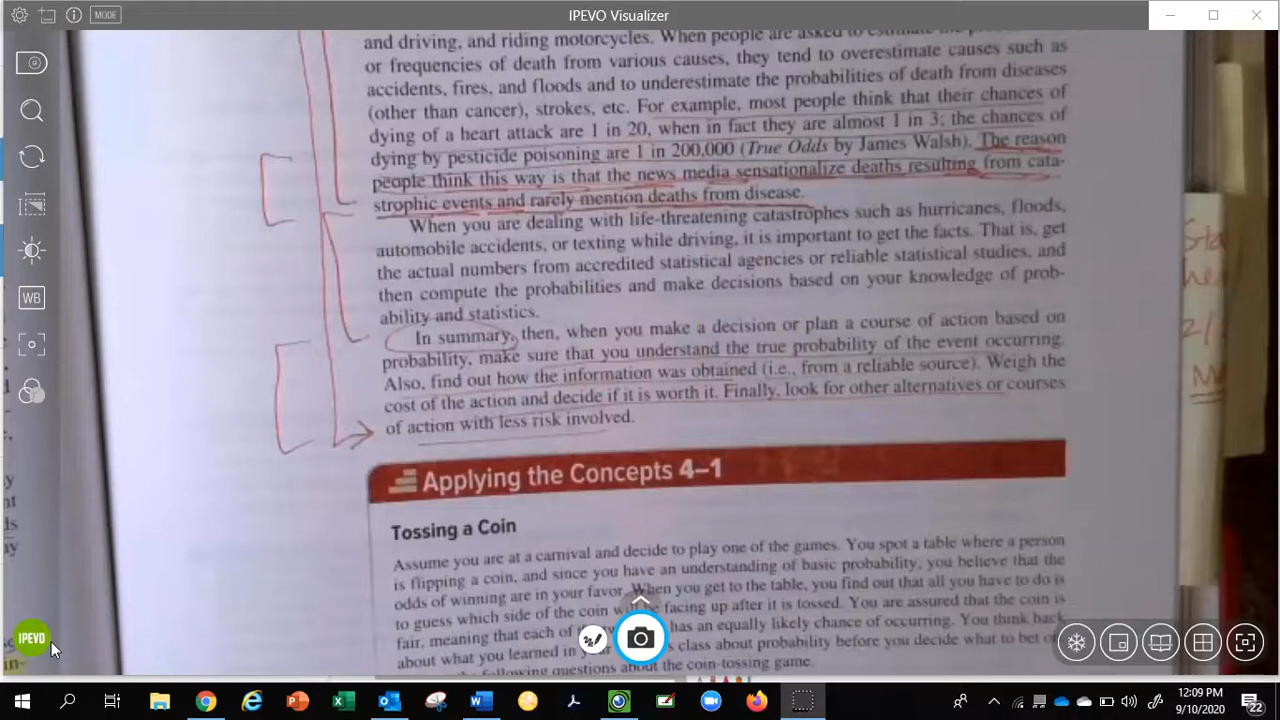 IPEVO Visualizer
MODE
and driving, and riding motorcycles. When people are asked to estimate the
or frequencies of death from various causes, they tend to overestimate causes such as
accidents, fires, and floods and to underestimate the probabilities of death from diseases
(other than cancer), strokes, etc. For example, most people think that their chances of
dying of a heart attack are 1 in 20, when in fact they are almost 1 in 3; the chances of
dying by pesticide poisoning are 1 in 200,000 (True Odds by James Walsh). The reason
people think this way is that the news media sensationalize deaths resulting from cata-
strophic events and rarely mention deaths from disease.
When you are dealing with life-threatening catastrophes such as hurricanes, floods,
automobile accidents, or texting while driving, it is important to get the facts. That is, get
the actual numbers from accredited statistical agencies or reliable statistical studies, and
then compute the probabilities and make decisions based on your knowledge of prob-
ability and statistics.
In summary, then, when you make a decision or plan a course of action based on
probability, make sure that you understand the true probability of the event occurring.
Also, find out how the information was obtained (i.e., from a reliable source). Weigh the
cost of the action and decide if it is worth it. Finally, look for other alternatives or courses
of action with less risk involved.
Applying the Concepts 4–1
Tossing a Coin
Assume you are at a carnival and decide to play one of the games. You spot a table where a person
is flipping a coin, and since you have an understanding of basic probability, you believe that the
odds of winning are in your favor. When you get to the table, you find out that all you have to do is
to guess which side of the coin will be facing up after it is tossed. You are assured that the coin is
fair, meaning that each of has an equally likely chance of occurring. You think back
about what you learned in class about probability before you decide what to bet
following questions about the coin-tossing game.
WB
IPEVO
12:09 PM
9/10/2020
22